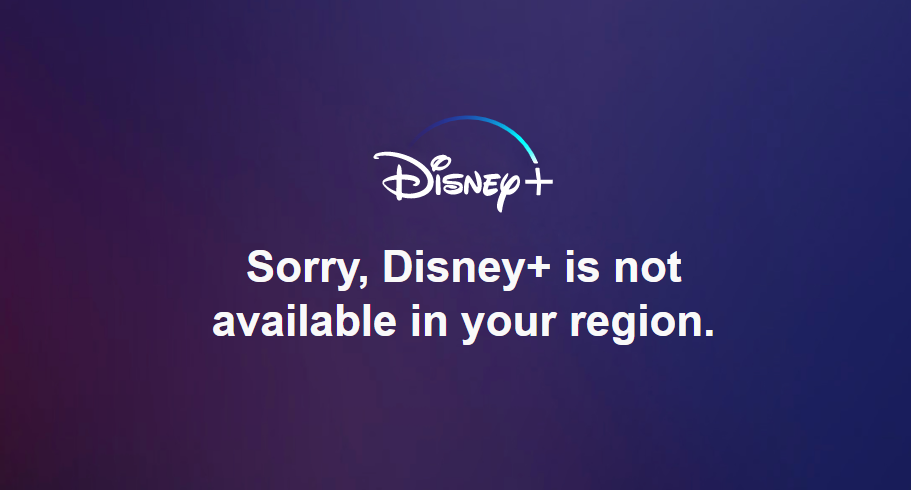 Disney+
Sorry, Disney+ is not
available in your region.